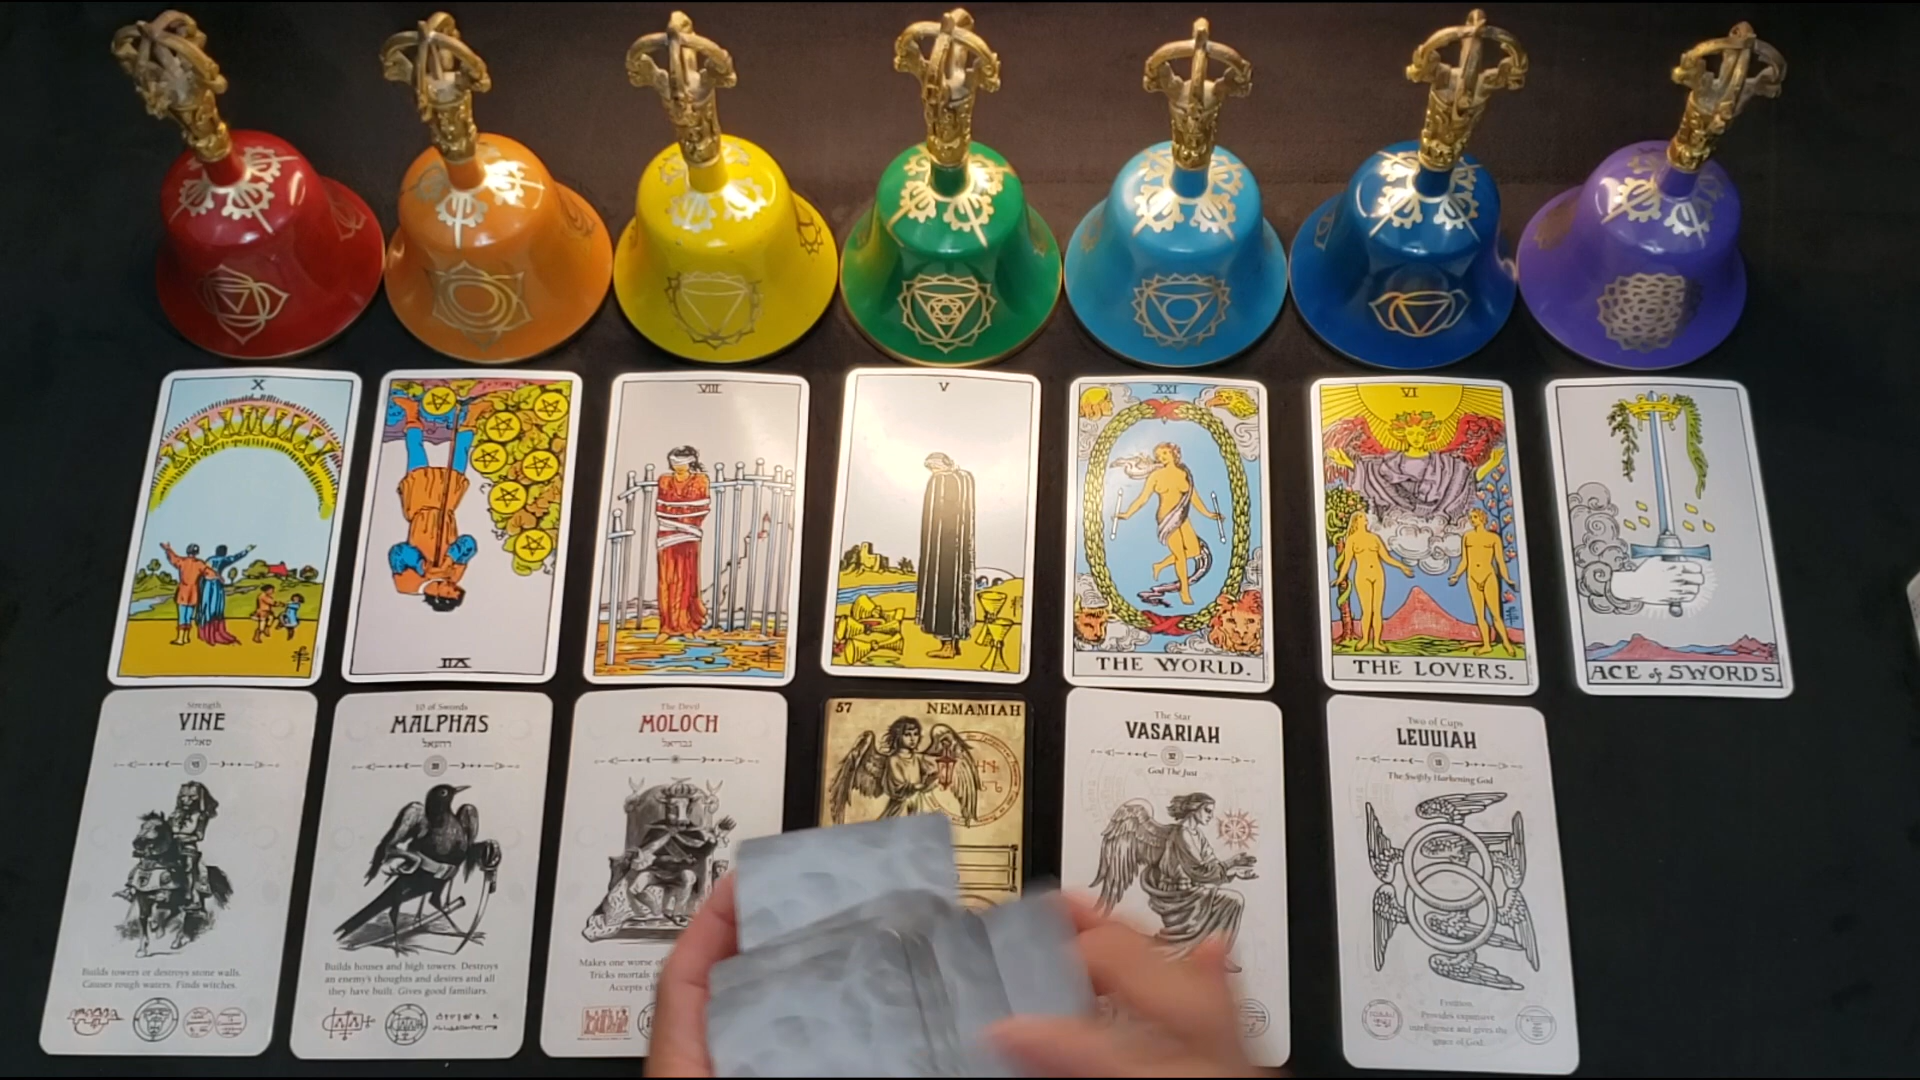 X
VII
VIII
V
XXI
THE WORLD.
VI
THE LOVERS.
ACE of SWORDS.
Strength
VINE
Builds towers or destroys stone walls.
Causes rough waters. Finds witches.
10 of Swords
MALPHAS
Builds houses and high towers. Destroys
an enemy's thoughts and desires and all
they have built. Gives good familiars.
The Devil
MOLOCH
Makes one worse
Tricks mortals
Accepts
57 NEMAMIAH
The Star
VASARIAH
32
God The Just
Two of Cups
LEUUIAH
The Swiftly Harkening God
Provides expansive
intelligence and gives the
grace of God.